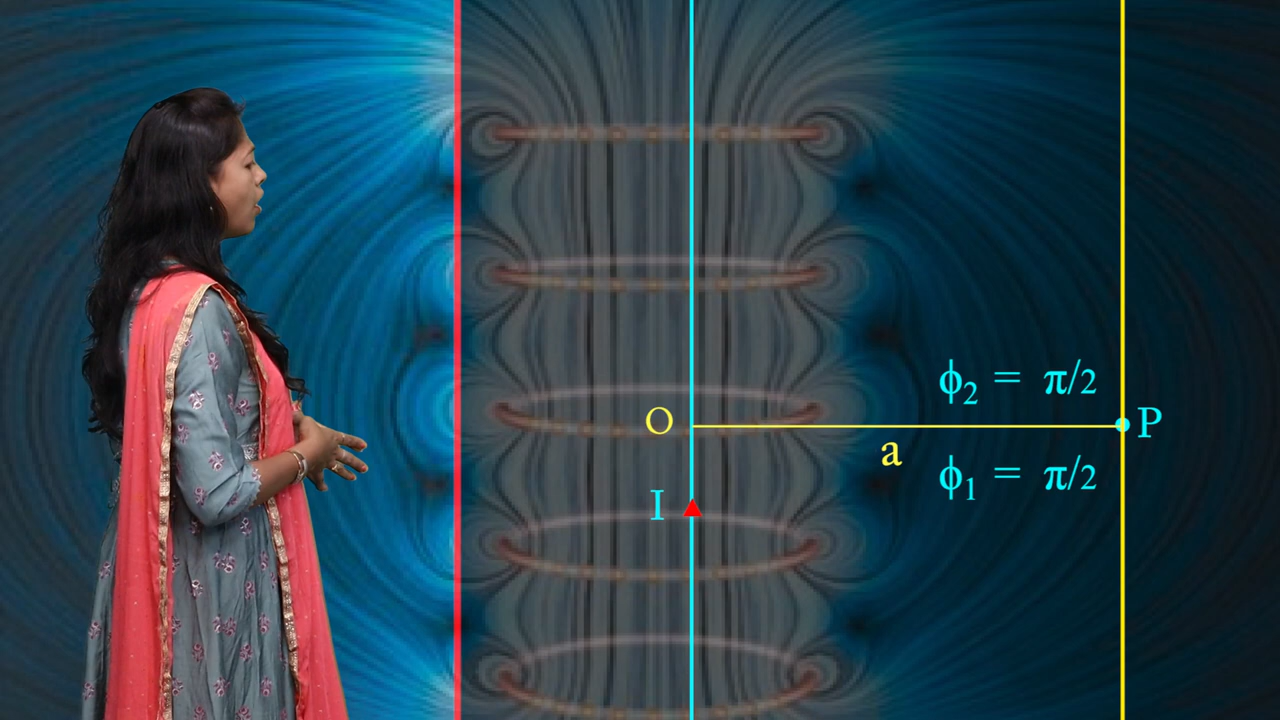 ϕ₂ = π/2
O
P
a
ϕ₁ = π/2
I